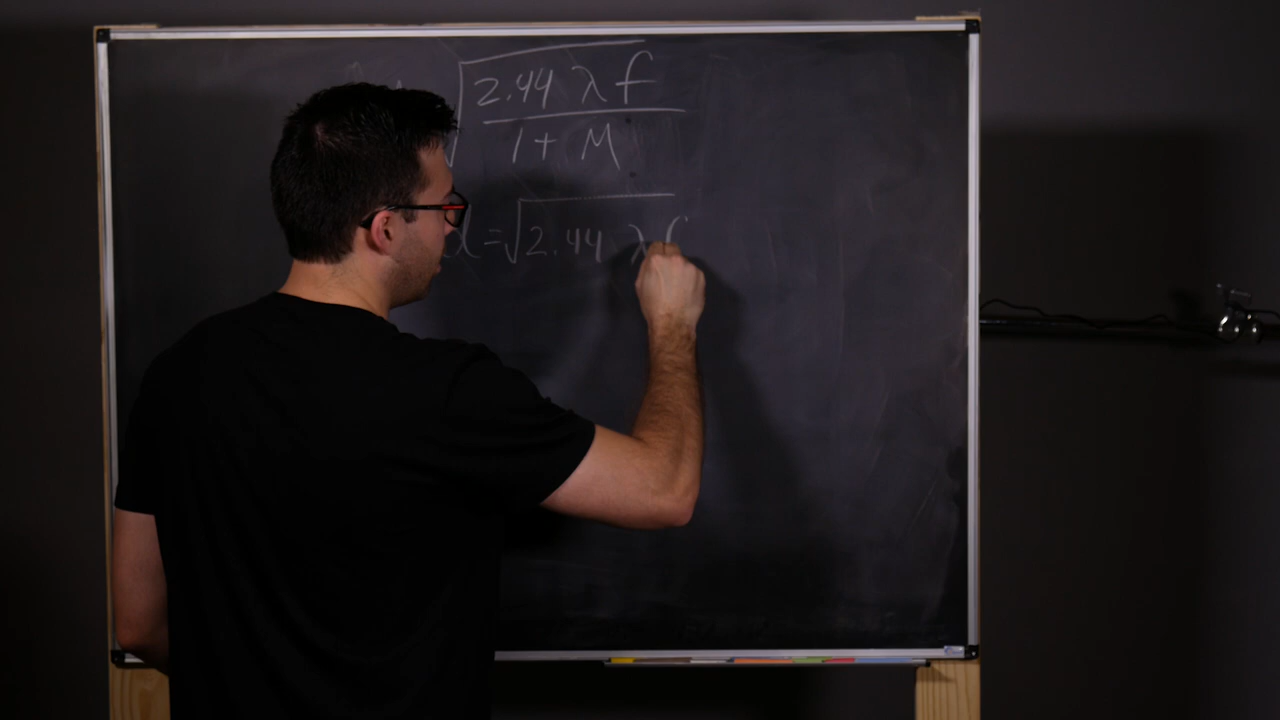 √(2.44 λ f / 1 + M)
d = √2.44 λ f